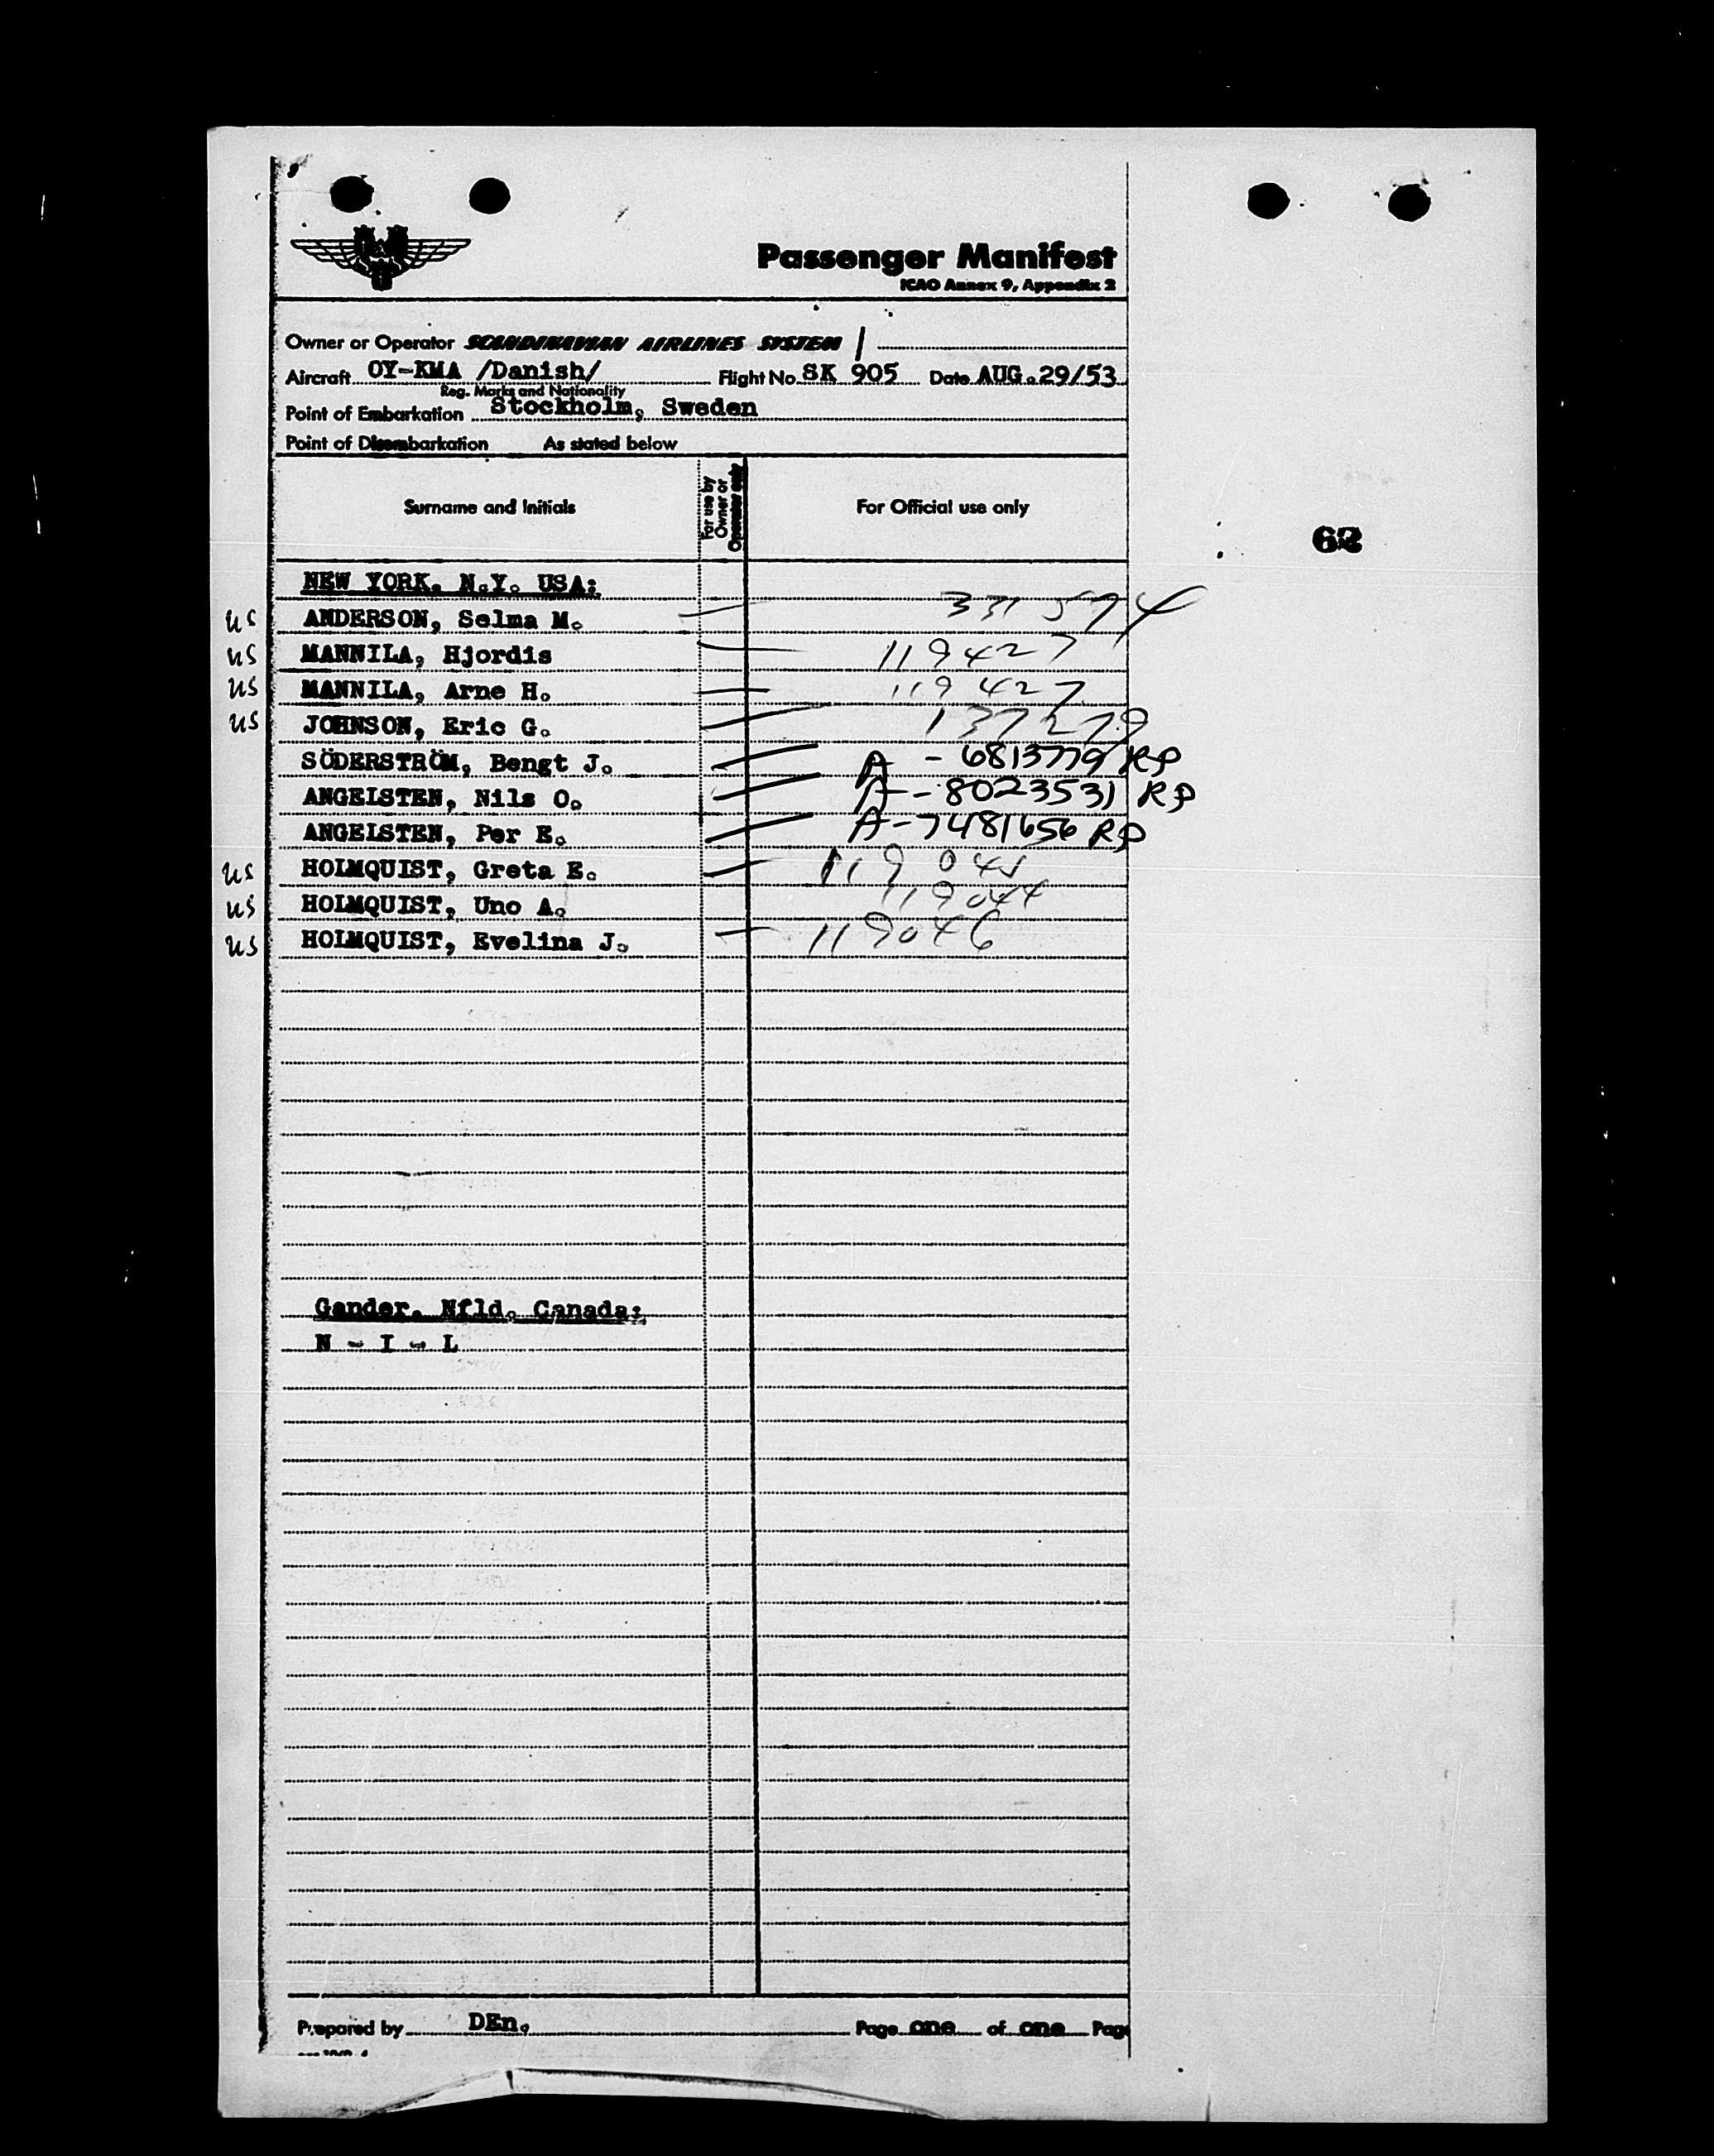 Passenger Manifest
ICAO Annex 9, Appendix 2
Owner or Operator SCANDINAVIAN AIRLINES SYSTEM
Aircraft OY-KMA /Danish/ Flight No. SK 905 Date AUG. 29/53
Reg. Marks and Nationality
Point of Embarkation Stockholm, Sweden
Point of Disembarkation As stated below
Surname and Initials For use by Owner or Operator only For Official use only
62
NEW YORK. N.Y. USA:
us ANDERSON, Selma M. 331594
us MANNILA, Hjordis 119427
us MANNILA, Arne H. 119427
us JOHNSON, Eric G. 137279
SÖDERSTRÖM, Bengt J. A-6813779 RP
ANGELSTEN, Nils O. A-8023531 RP
ANGELSTEN, Per E. A-7481656 RP
us HOLMQUIST, Greta E. 119045
us HOLMQUIST, Uno A. 119044
us HOLMQUIST, Evelina J. 119046
Gander. Nfld. Canada:
N - I - L
Prepared by DEn. Page one of one Page